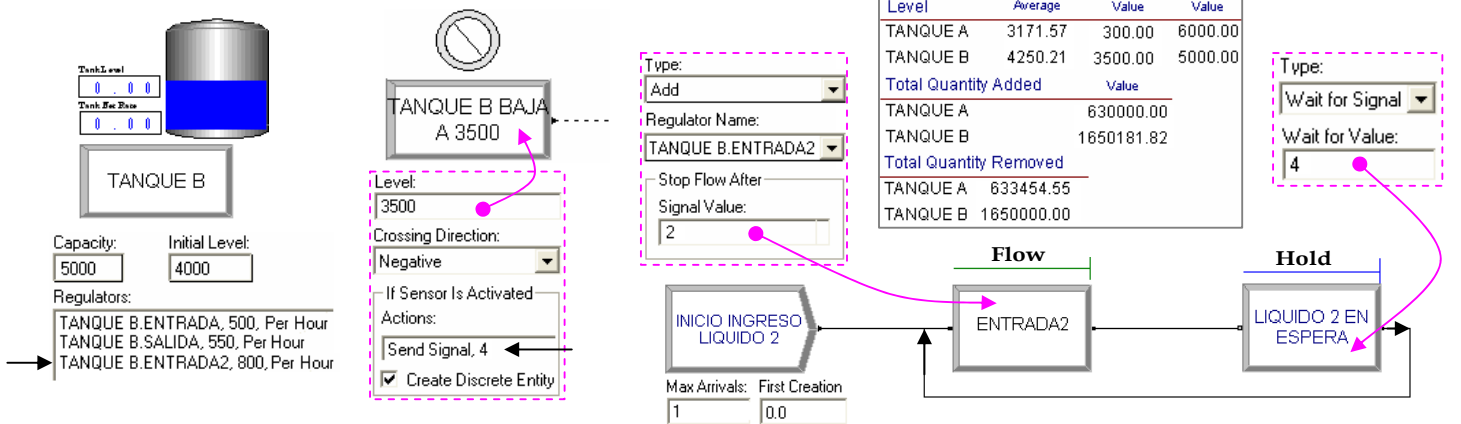 Tank Level
0.00
Tank Net Rate
0.00
TANQUE B
Capacity:
5000
Initial Level:
4000
Regulators:
TANQUE B.ENTRADA, 500, Per Hour
TANQUE B.SALIDA, 550, Per Hour
TANQUE B.ENTRADA2, 800, Per Hour
TANQUE B BAJA
A 3500
Level:
3500
Crossing Direction:
Negative
If Sensor Is Activated
Actions:
Send Signal, 4
Create Discrete Entity
Type:
Add
Regulator Name:
TANQUE B.ENTRADA2
Stop Flow After
Signal Value:
2
Level Average Value Value
TANQUE A 3171.57 300.00 6000.00
TANQUE B 4250.21 3500.00 5000.00
Total Quantity Added Value
TANQUE A 630000.00
TANQUE B 1650181.82
Total Quantity Removed
TANQUE A 633454.55
TANQUE B 1650000.00
Type:
Wait for Signal
Wait for Value:
4
Flow
Hold
INICIO INGRESO
LIQUIDO 2
ENTRADA2
LIQUIDO 2 EN
ESPERA
Max Arrivals:
1
First Creation
0.0